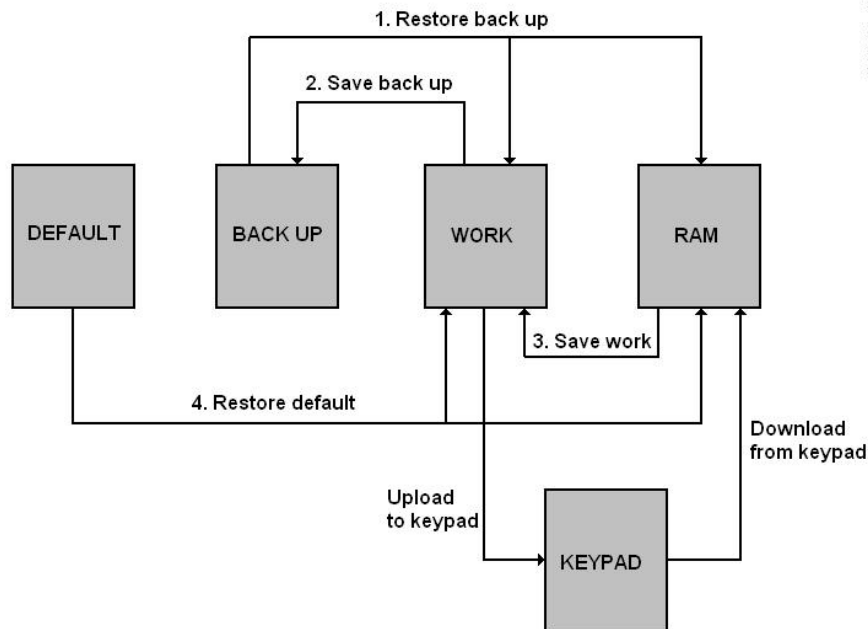 1. Restore back up
2. Save back up
DEFAULT
BACK UP
WORK
RAM
3. Save work
4. Restore default
Download
from keypad
Upload
to keypad
KEYPAD